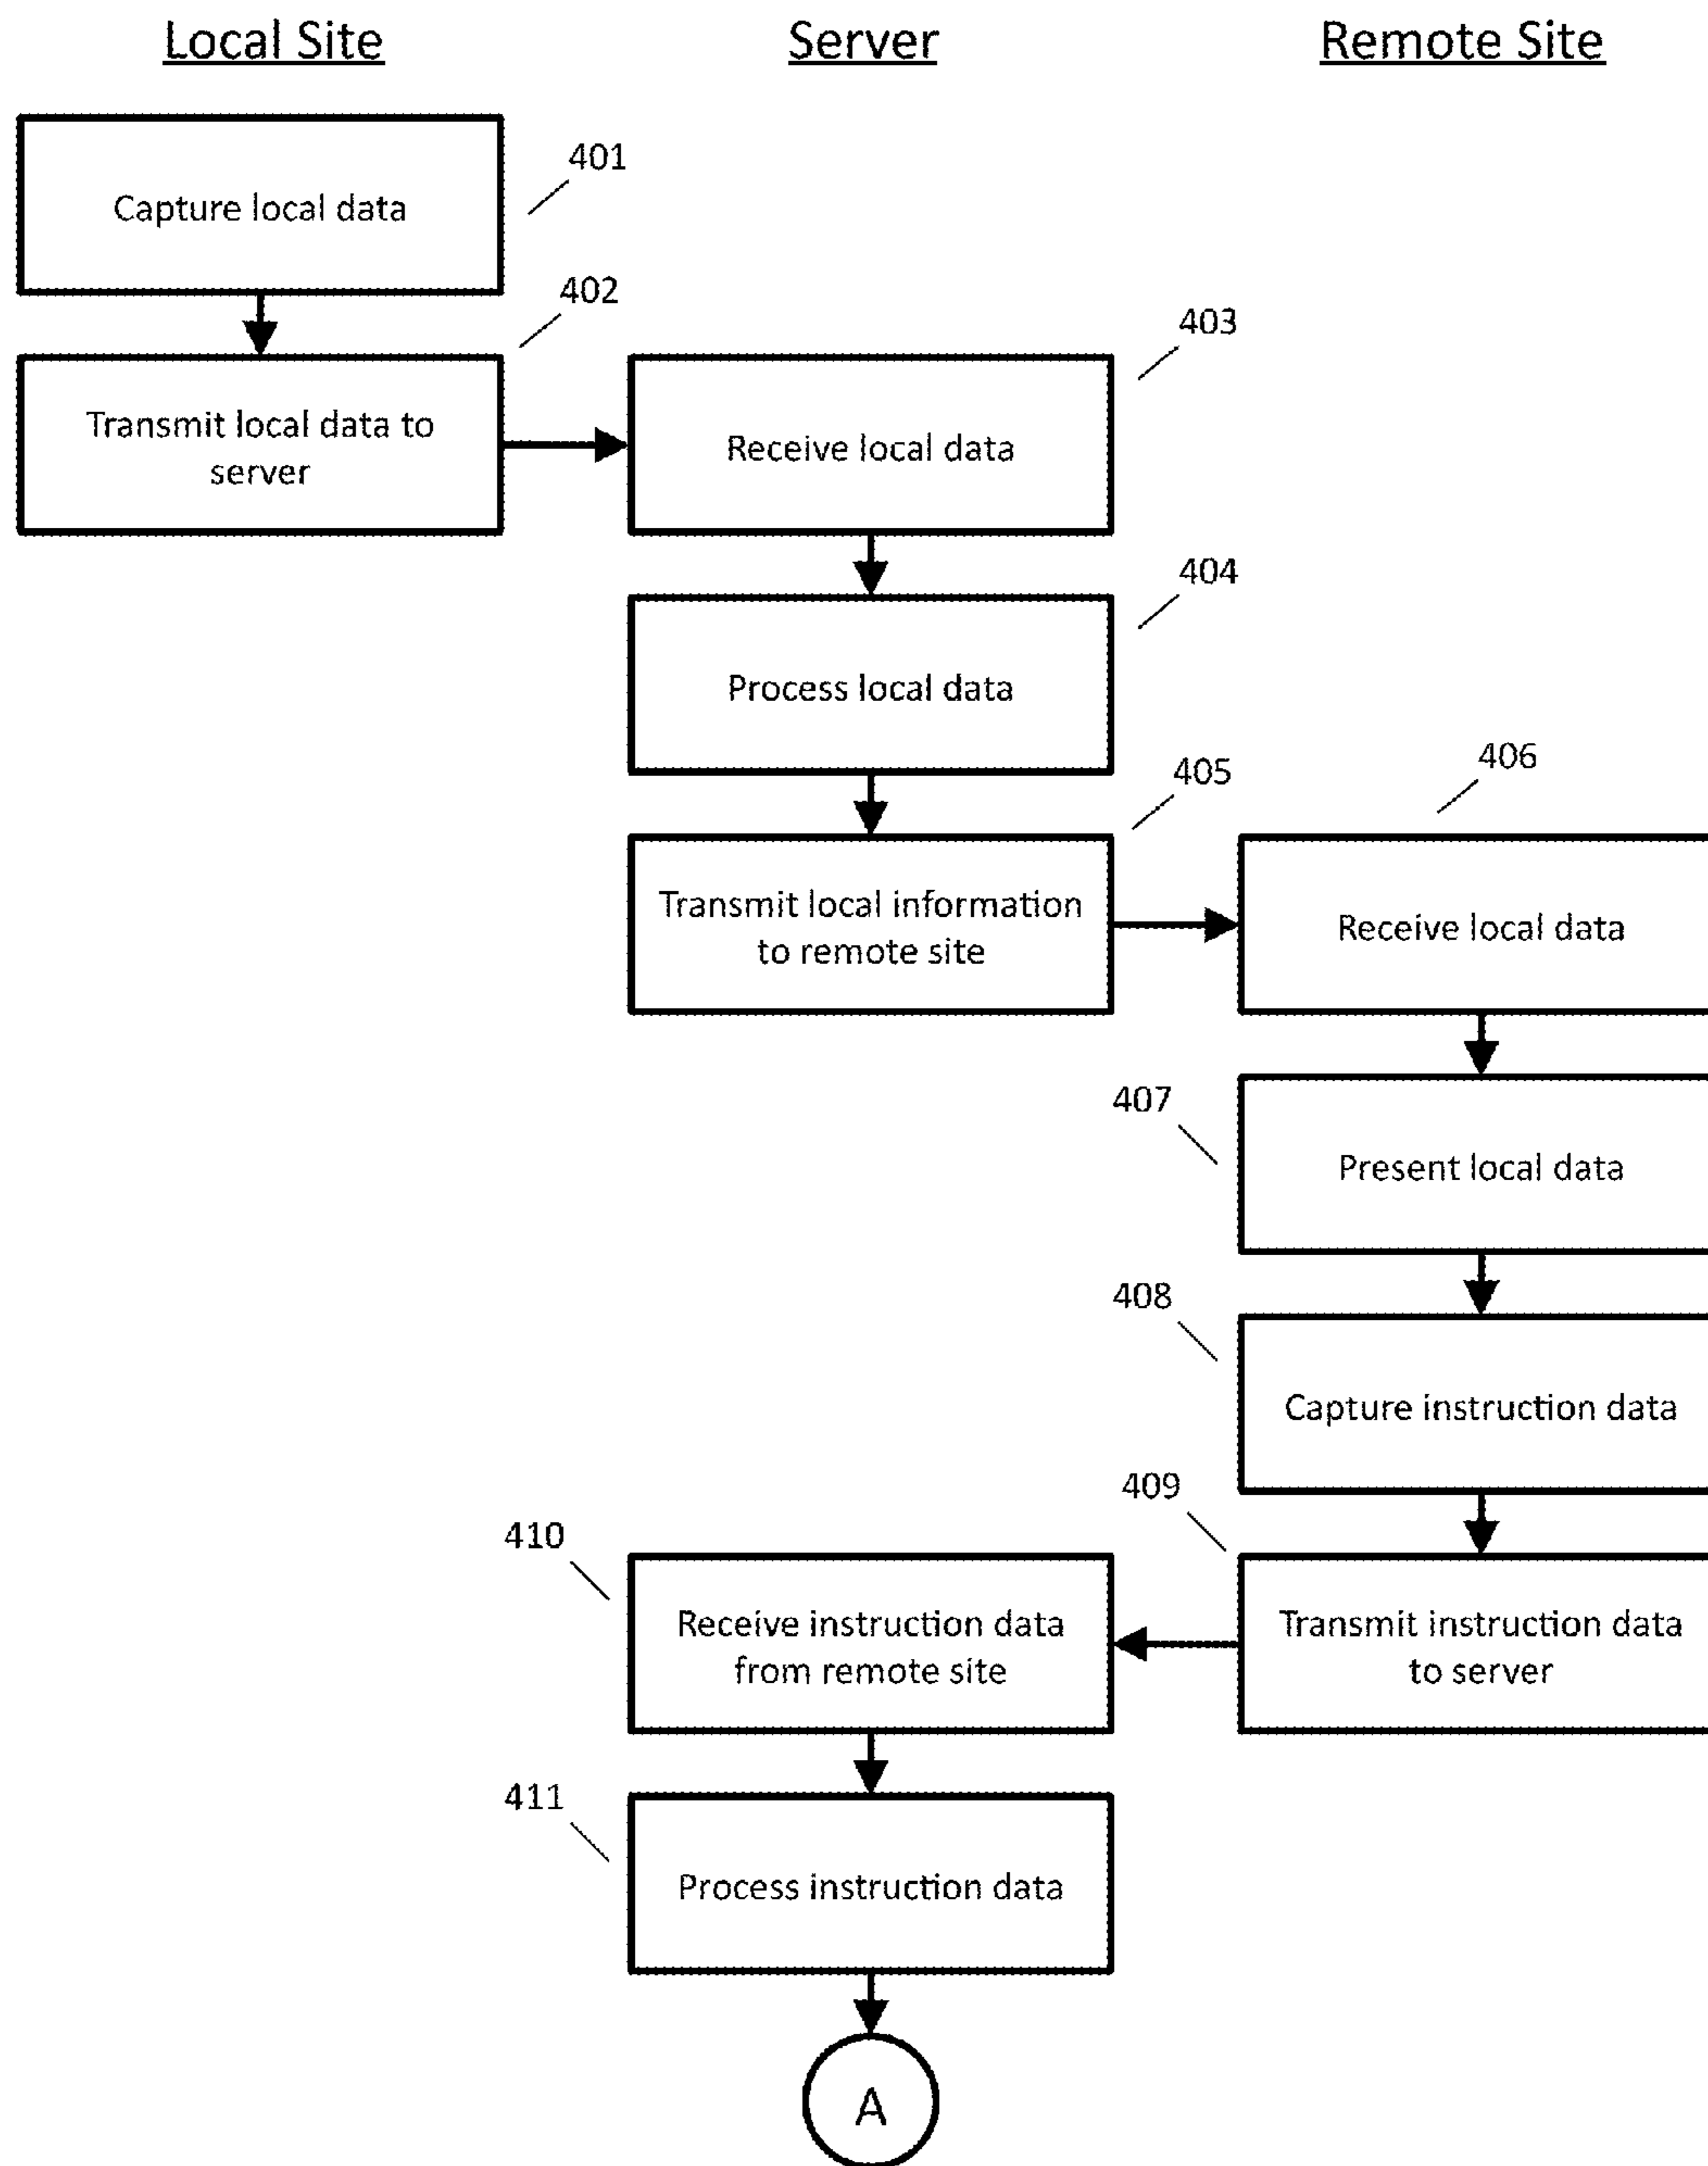 Local Site
Server
Remote Site
401
Capture local data
402
Transmit local data to
server
403
Receive local data
404
Process local data
405
Transmit local information
to remote site
406
Receive local data
407
Present local data
408
Capture instruction data
409
Transmit instruction data
to server
410
Receive instruction data
from remote site
411
Process instruction data
A